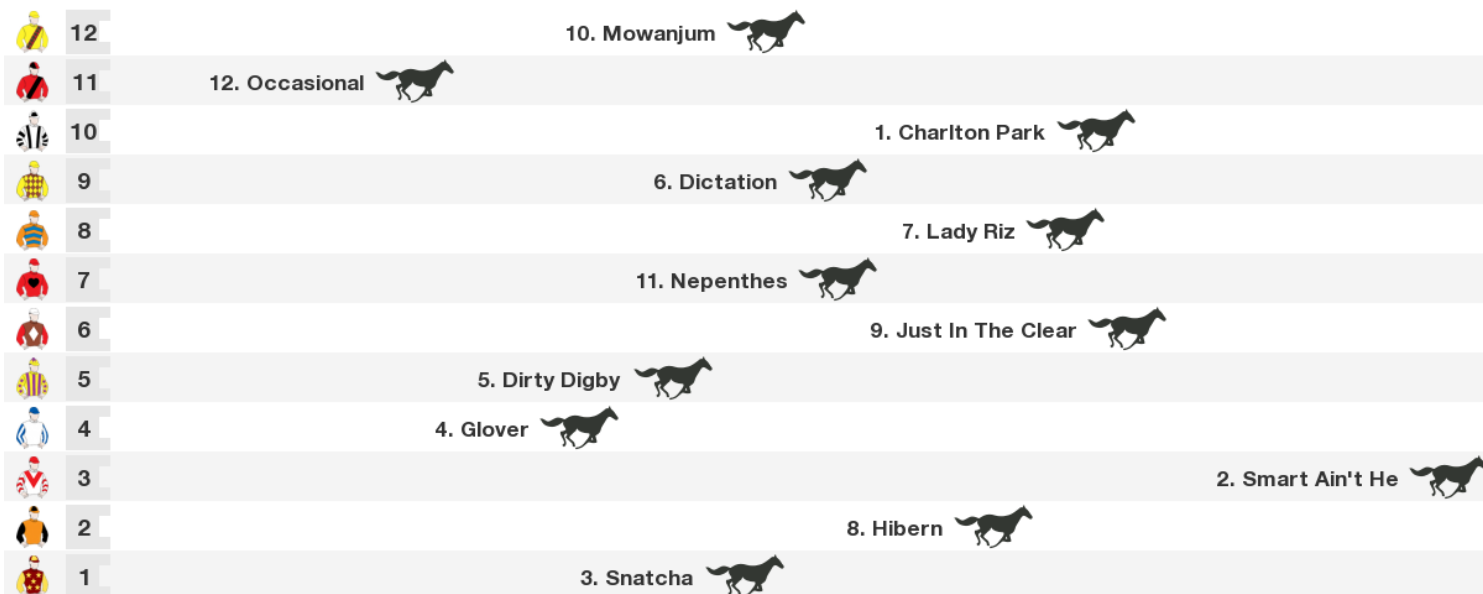 12 10. Mowanjum
11 12. Occasional
10 1. Charlton Park
9 6. Dictation
8 7. Lady Riz
7 11. Nepenthes
6 9. Just In The Clear
5 5. Dirty Digby
4 4. Glover
3 2. Smart Ain't He
2 8. Hibern
1 3. Snatcha